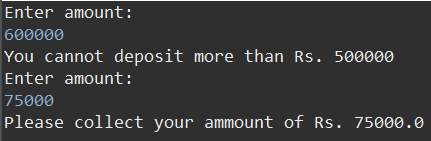 Enter amount:
600000
You cannot deposit more than Rs. 500000
Enter amount:
75000
Please collect your ammount of Rs. 75000.0